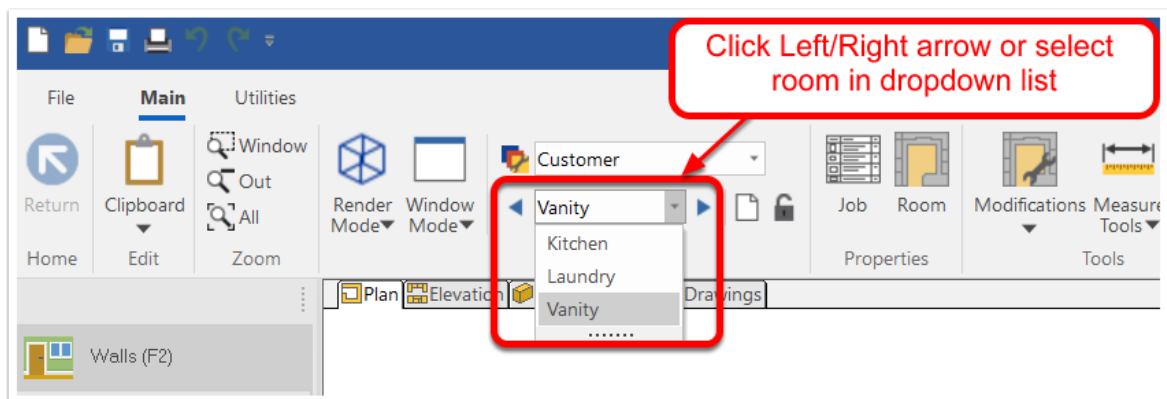 Click Left/Right arrow or select
room in dropdown list
File Main Utilities
Window
Out
All
Return
Clipboard
Render
Mode
Window
Mode
Customer
Vanity
Kitchen
Laundry
Vanity
Job
Room
Modifications
Measure
Tools
Home Edit Zoom Properties Tools
Plan Elevation Drawings
Walls (F2)